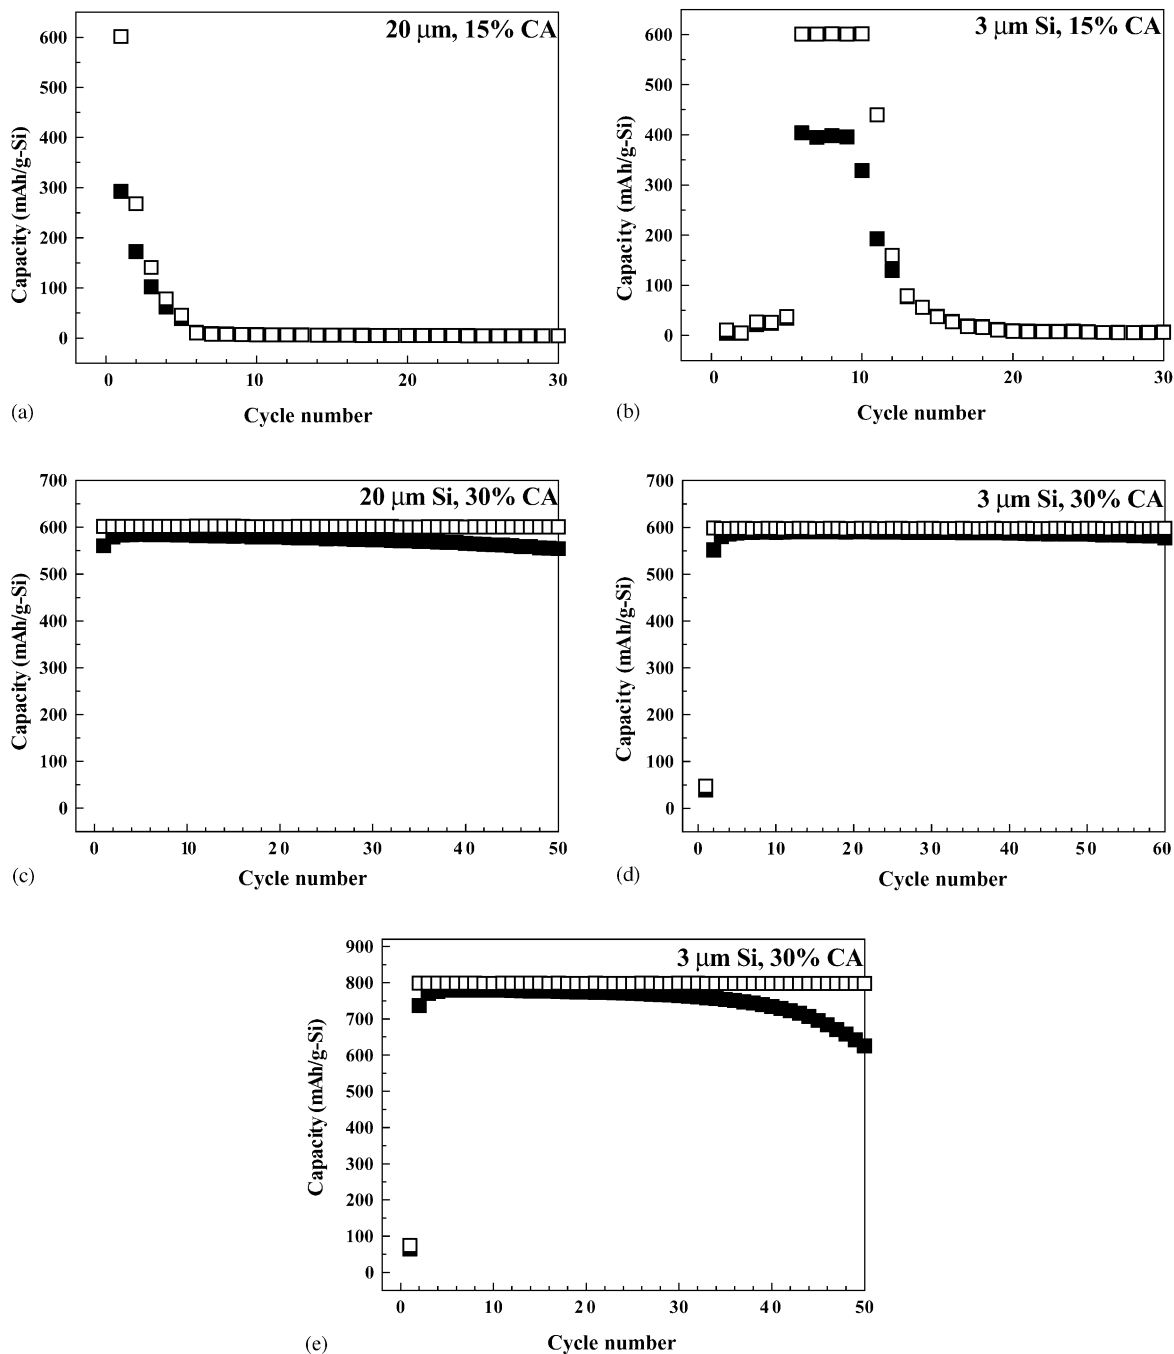 20 μm, 15% CA
600
500
400
300
200
100
0
Capacity (mAh/g-Si)
0 10 20 30
Cycle number
(a)
3 μm Si, 15% CA
600
500
400
300
200
100
0
Capacity (mAh/g-Si)
0 10 20 30
Cycle number
(b)
20 μm Si, 30% CA
700
600
500
400
300
200
100
0
Capacity (mAh/g-Si)
0 10 20 30 40 50
Cycle number
(c)
3 μm Si, 30% CA
700
600
500
400
300
200
100
0
Capacity (mAh/g-Si)
0 10 20 30 40 50 60
Cycle number
(d)
3 μm Si, 30% CA
900
800
700
600
500
400
300
200
100
0
Capacity (mAh/g-Si)
0 10 20 30 40 50
Cycle number
(e)